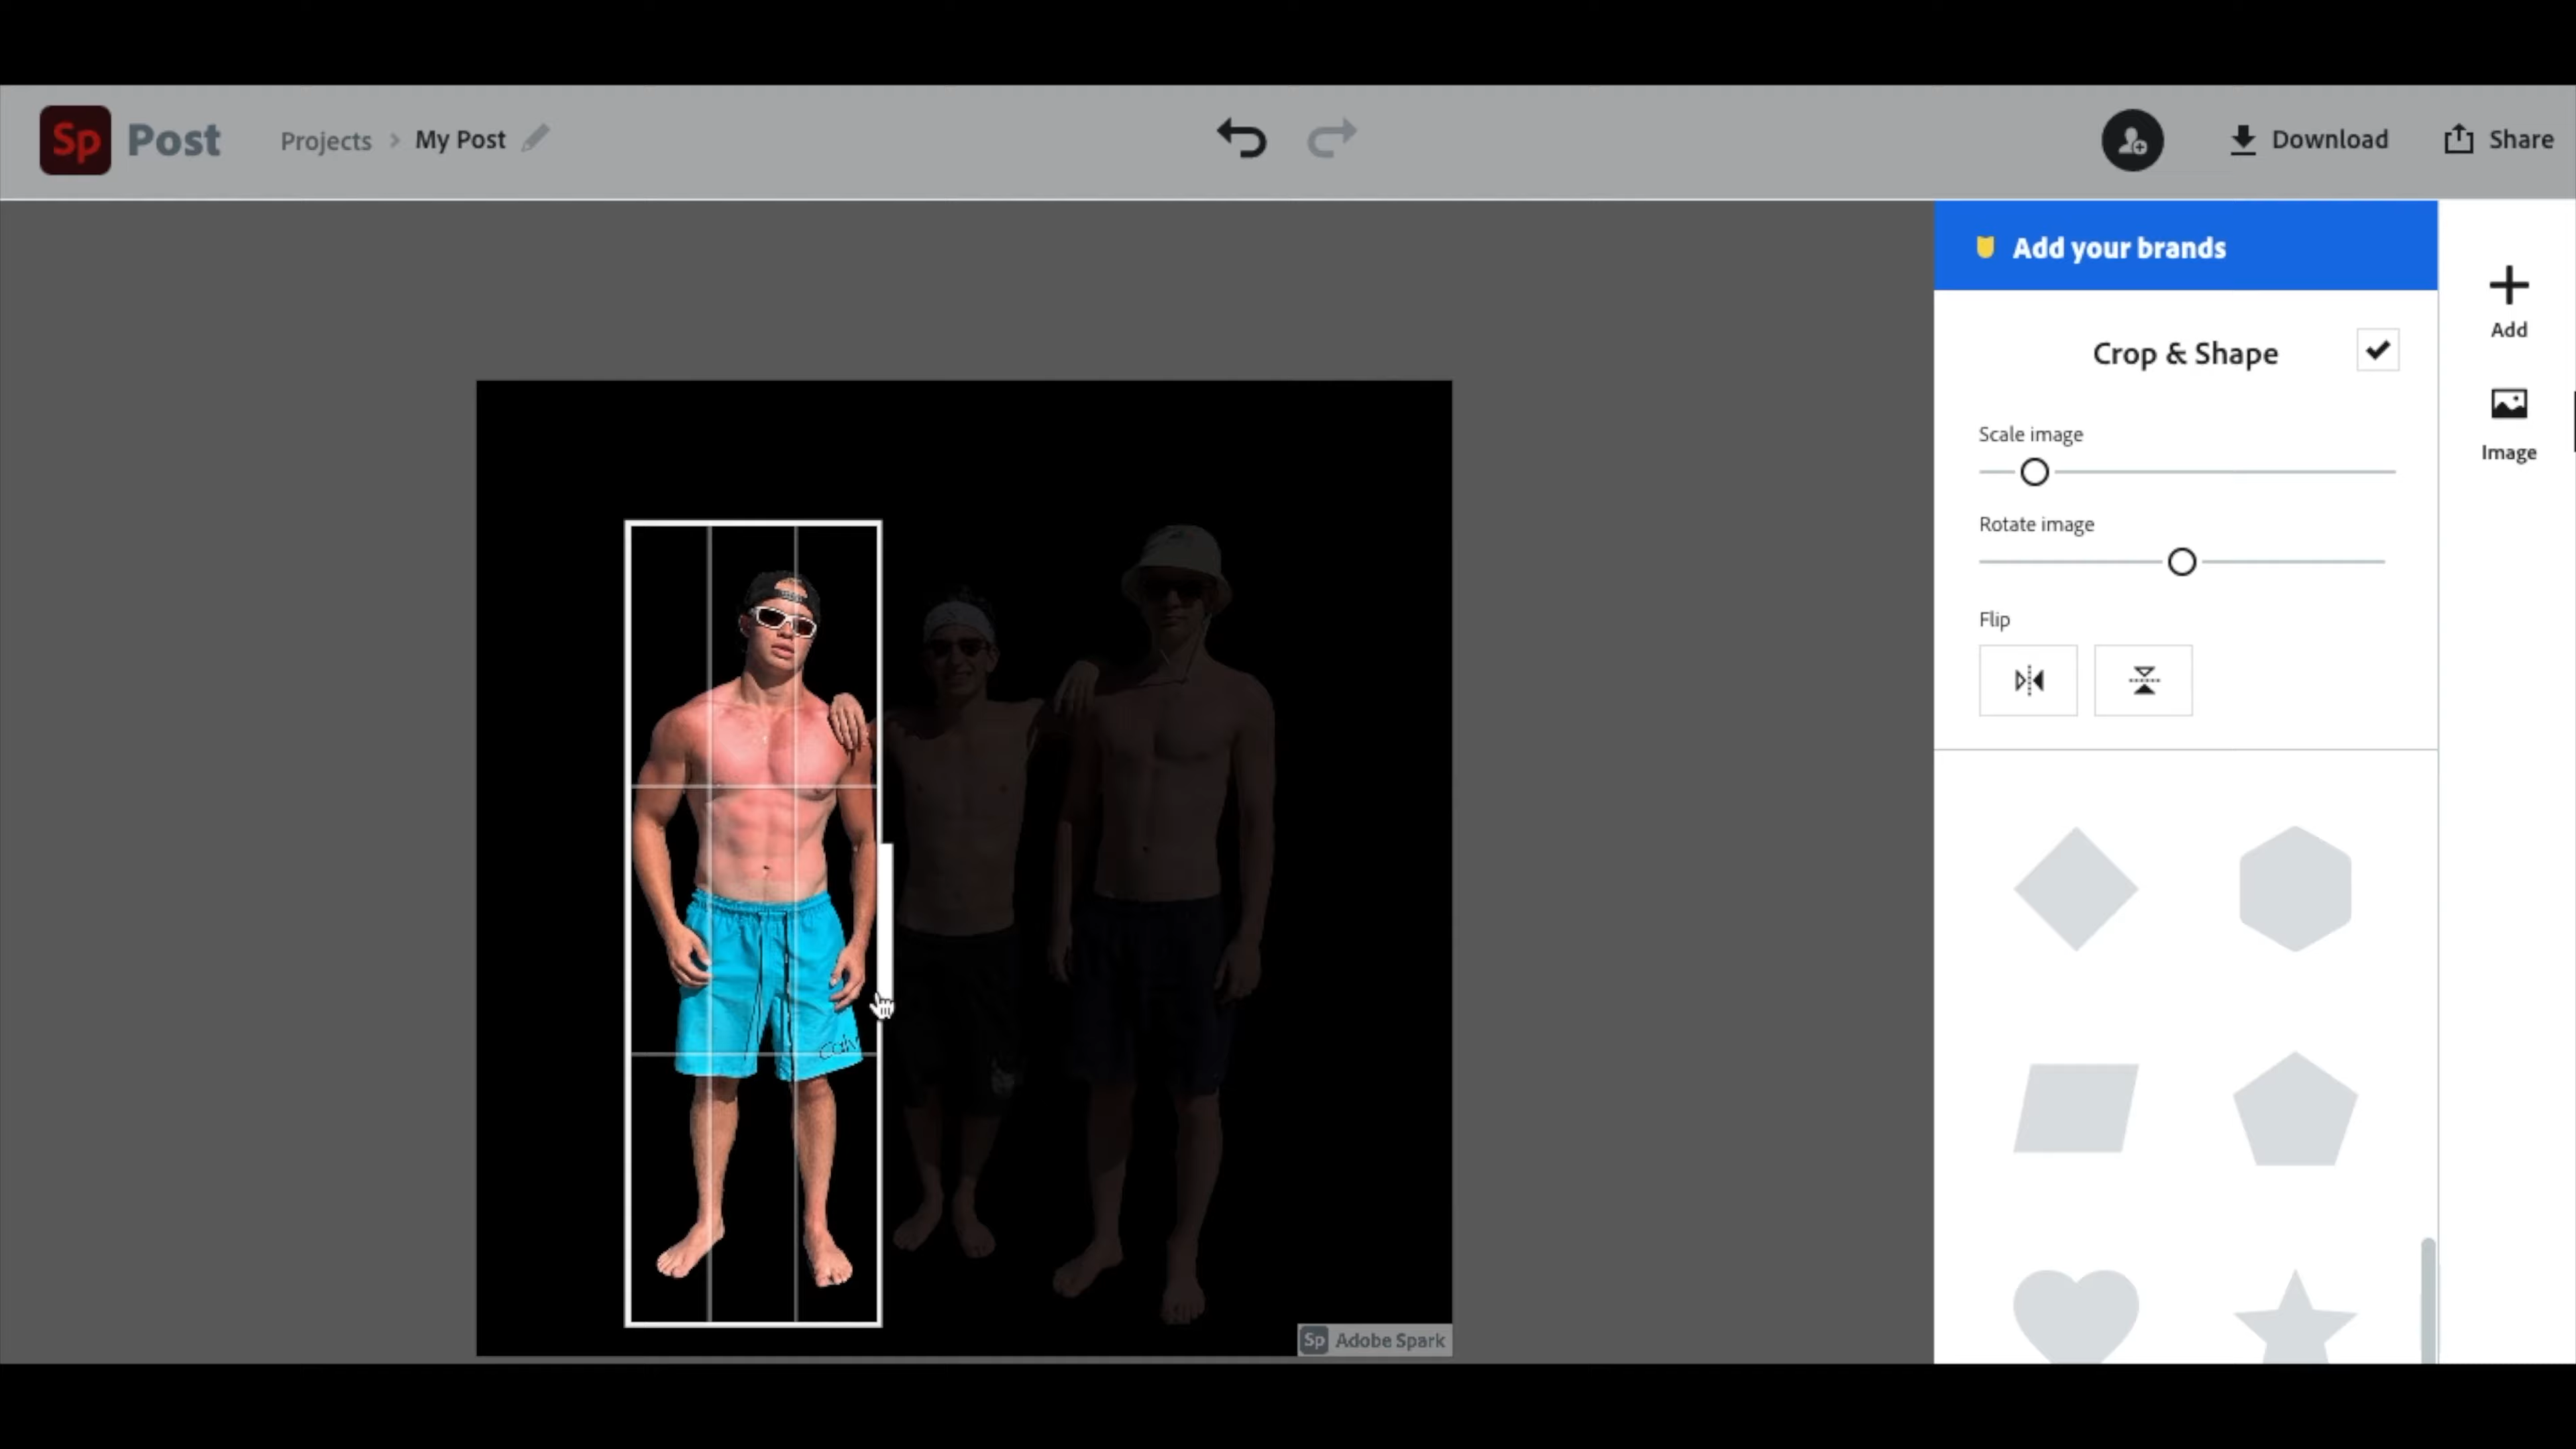 Sp Post
Projects > My Post
Download
Share
Add your brands
Add
Crop & Shape
Image
Scale image
Rotate image
Flip
Calv
Sp Adobe Spark